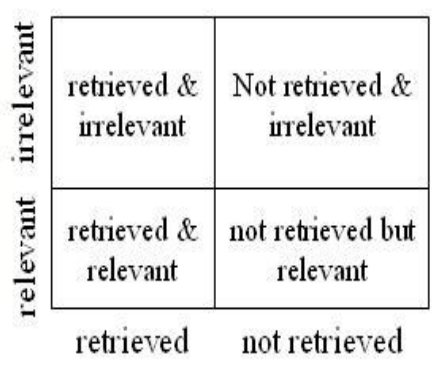 irrelevant
retrieved &
irrelevant
Not retrieved &
irrelevant
relevant
retrieved &
relevant
not retrieved but
relevant
retrieved
not retrieved